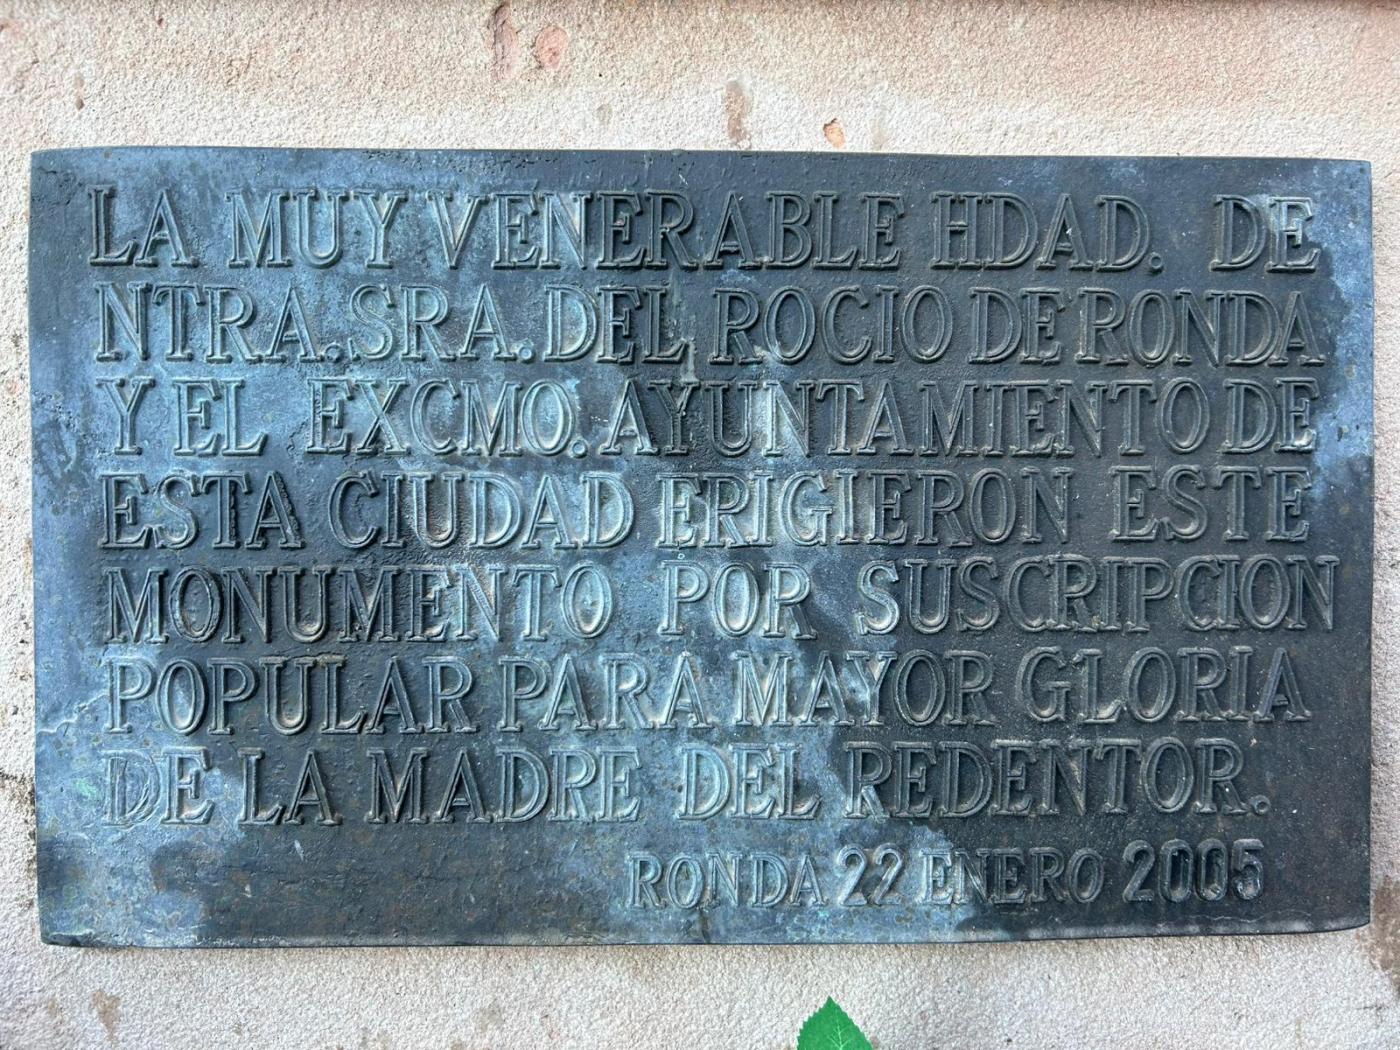 LA MUY VENERABLE HDAD. DE
NTRA. SRA. DEL ROCIO DE RONDA
Y EL EXCMO. AYUNTAMIENTO DE
ESTA CIUDAD ERIGIERON ESTE
MONUMENTO POR SUSCRIPCION
POPULAR PARA MAYOR GLORIA
DE LA MADRE DEL REDENTOR.
RONDA 22 ENERO 2005